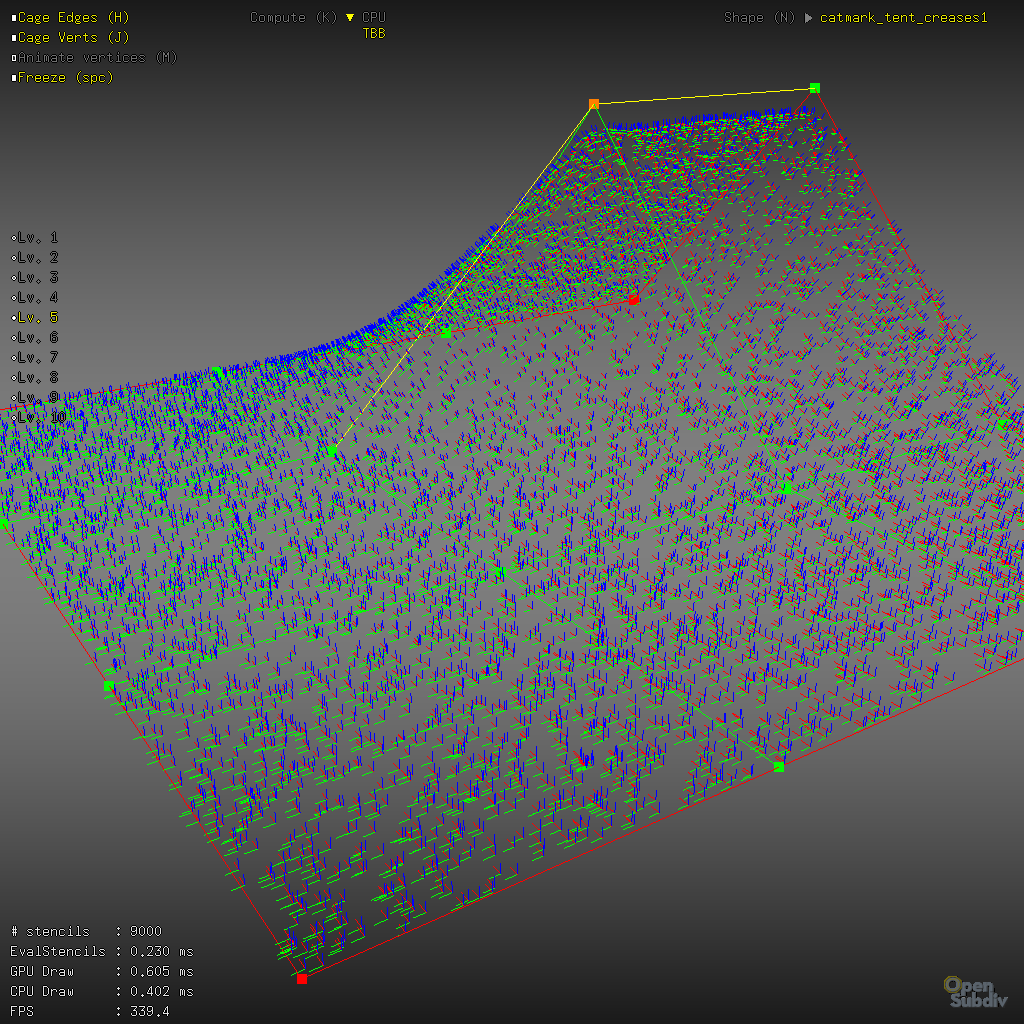 Cage Edges (H)
Cage Verts (J)
Animate vertices (M)
Freeze (spc)
Compute (K) ▼ CPU
TBB
Shape (N) ▶ catmark_tent_creases1
Lv. 1
Lv. 2
Lv. 3
Lv. 4
Lv. 5
Lv. 6
Lv. 7
Lv. 8
Lv. 9
Lv. 10
# stencils : 9000
EvalStencils : 0.230 ms
GPU Draw : 0.605 ms
CPU Draw : 0.402 ms
FPS : 339.4
Open
Subdiv